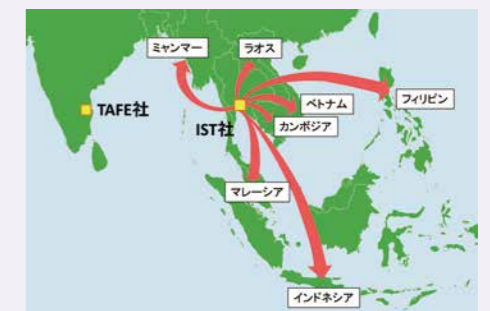 ミャンマー
ラオス
フィリピン
TAFE社
ベトナム
IST社
カンボジア
マレーシア
インドネシア